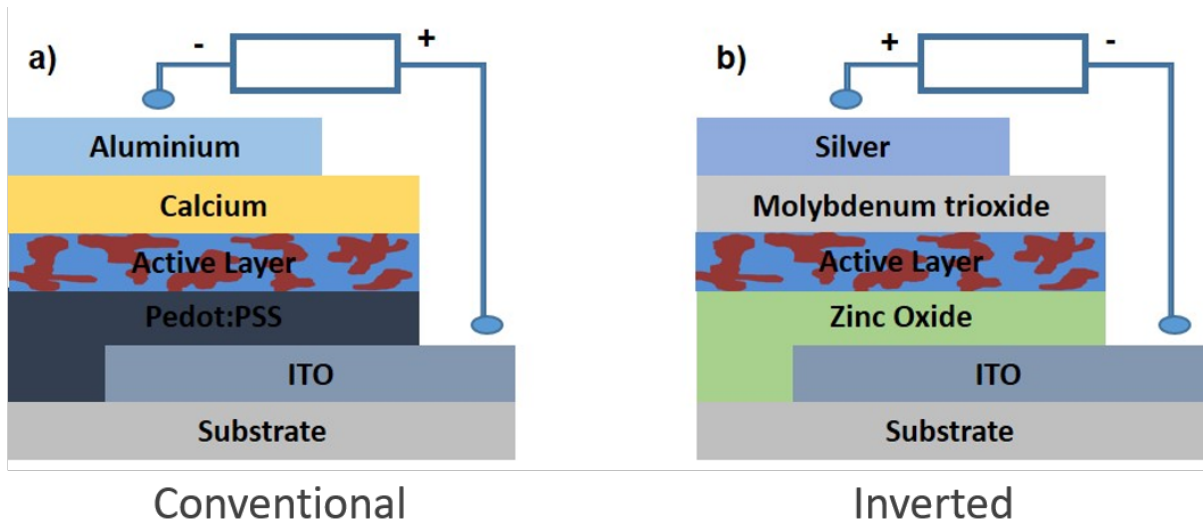 a)
-
+
Aluminium
Calcium
Active Layer
Pedot:PSS
ITO
Substrate
Conventional
b)
+
-
Silver
Molybdenum trioxide
Active Layer
Zinc Oxide
ITO
Substrate
Inverted